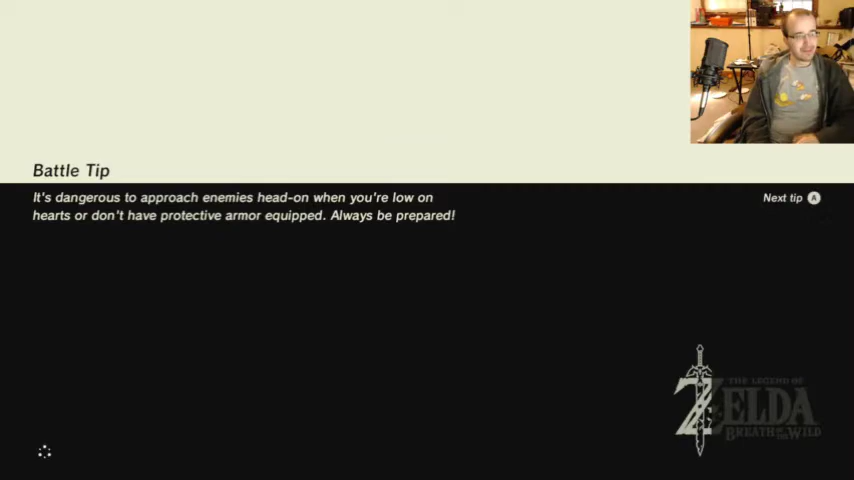 Battle Tip
It's dangerous to approach enemies head-on when you're low on
hearts or don't have protective armor equipped. Always be prepared!
Next tip A
THE LEGEND OF
ZELDA
BREATH OF THE WILD